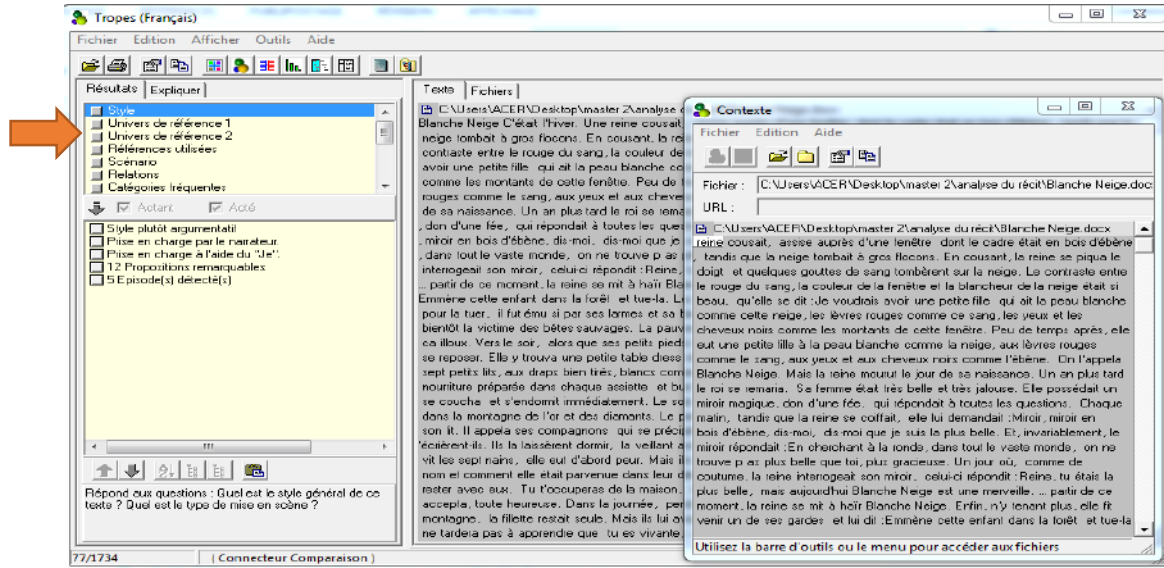 Tropes (Français)
Fichier Edition Afficher Outils Aide
Résultats Expliquer
Style
Univers de référence 1
Univers de référence 2
Références utilisées
Scénario
Relations
Catégories fréquentes
Actant Acté
Style plutôt argumentatif
Prise en charge par le narrateur.
Prise en charge à l'aide du "Je".
12 Propositions remarquables
5 Episode(s) détecté(s)
Répond aux questions : Quel est le style général de ce
texte ? Quel est le type de mise en scène ?
77/1734 ( Connecteur Comparaison )
Texte Fichiers
C:\Users\ACER\Desktop\master 2\analyse
Blanche Neige C'était l'hiver. Une reine cousait
neige tombait à gros flocons. En cousant, la
contraste entre le rouge du sang, la couleur de
avoir une petite fille qui ait la peau blanche
comme les montants de cette fenêtre. Peu de
rouges comme le sang, aux yeux et aux
de sa naissance. Un an plus tard le roi se
, don d'une fée, qui répondait à toutes les
, miroir en bois d'ébène, dis-moi, dis-moi que je
, dans tout le vaste monde, on ne trouve p as
interrogeait son miroir, celui-ci répondit :Reine,
... partir de ce moment, la reine se mit à haïr
Emmène cette enfant dans la forêt et tue-la.
pour la tuer, il fut ému si par ses larmes et sa
bientôt la victime des bêtes sauvages. La
ca illoux. Vers le soir, alors que ses petits
se reposer. Elle y trouva une petite table
sept petits lits, aux draps bien tirés, blancs
nourriture préparée dans chaque assiette et
se coucha et s'endormit immédiatement. Le
dans la montagne de l'or et des diamants. Le
son lit. Il appela ses compagnons qui se
'écrièrent-ils. Ils la laissèrent dormir, la veillant
vit les sept nains, elle eut d'abord peur. Mais
nom et comment elle était parvenue dans leur
rester avec eux. Tu t'occuperas de la maison,
accepta, toute heureuse. Dans la journée,
montagne, la fillette restait seule. Mais ils lui
ne tardera pas à apprendre que tu es vivante,
Contexte
Fichier Edition Aide
Fichier : C:\Users\ACER\Desktop\master 2\analyse du récit\Blanche Neige.doc
URL :
C:\Users\ACER\Desktop\master 2\analyse du récit\Blanche Neige.docx
reine cousait, assise auprès d'une fenêtre dont le cadre était en bois d'ébène
, tandis que la neige tombait à gros flocons. En cousant, la reine se piqua le
doigt et quelques gouttes de sang tombèrent sur la neige. Le contraste entre
le rouge du sang, la couleur de la fenêtre et la blancheur de la neige était si
beau, qu'elle se dit :Je voudrais avoir une petite fille qui ait la peau blanche
comme cette neige, les lèvres rouges comme ce sang, les yeux et les
cheveux noirs comme les montants de cette fenêtre. Peu de temps après, elle
eut une petite fille à la peau blanche comme la neige, aux lèvres rouges
comme le sang, aux yeux et aux cheveux noirs comme l'ébène. On l'appela
Blanche Neige. Mais la reine mourut le jour de sa naissance. Un an plus tard
le roi se remaria. Sa femme était très belle et très jalouse. Elle possédait un
miroir magique, don d'une fée, qui répondait à toutes les questions. Chaque
matin, tandis que la reine se coiffait, elle lui demandait :Miroir, miroir en
bois d'ébène, dis-moi, dis-moi que je suis la plus belle. Et, invariablement, le
miroir répondait :En cherchant à la ronde, dans tout le vaste monde, on ne
trouve p as plus belle que toi, plus gracieuse. Un jour où, comme de
coutume, la reine interrogeait son miroir, celui-ci répondit :Reine, tu étais la
plus belle, mais aujourd'hui Blanche Neige est une merveille. ... partir de ce
moment, la reine se mit à haïr Blanche Neige. Enfin, n'y tenant plus, elle fit
venir un de ses gardes et lui dit :Emmène cette enfant dans la forêt et tue-la
Utilisez la barre d'outils ou le menu pour accéder aux fichiers